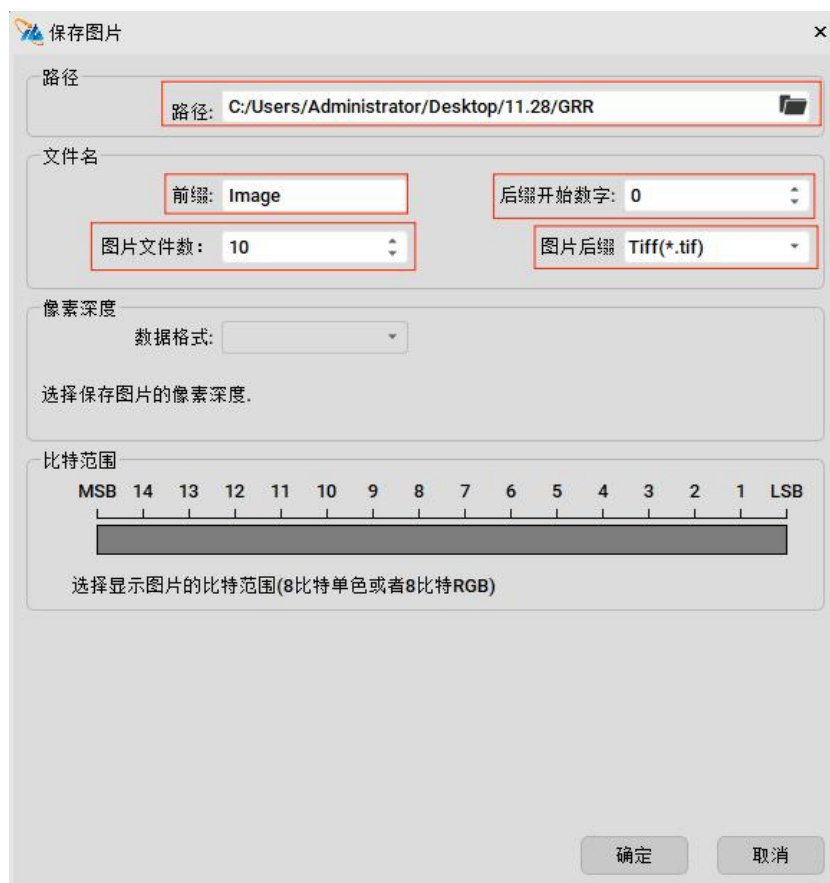 保存图片
路径
路径: C:/Users/Administrator/Desktop/11.28/GRR
文件名
前缀: Image 后缀开始数字: 0
图片文件数： 10 图片后缀 Tiff(*.tif)
像素深度
数据格式:
选择保存图片的像素深度.
比特范围
MSB 14 13 12 11 10 9 8 7 6 5 4 3 2 1 LSB
选择显示图片的比特范围(8比特单色或者8比特RGB)
确定 取消